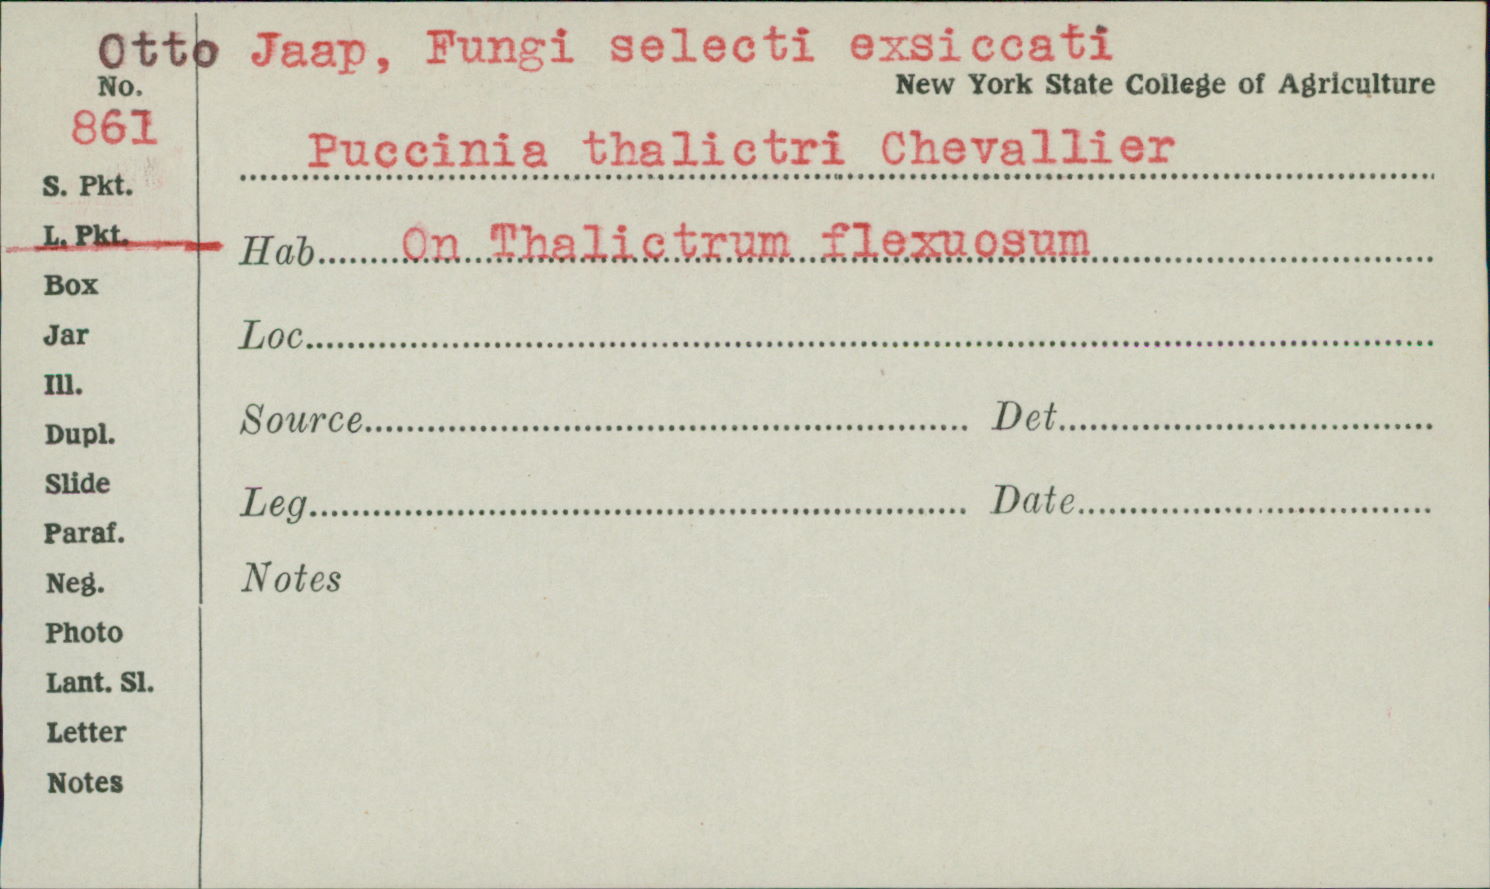 Otto Jaap, Fungi selecti exsiccati
No.
New York State College of Agriculture
861
Puccinia thalictri Chevallier
S. Pkt.
L. Pkt.
Hab. On Thalictrum flexuosum
Box
Jar
Loc.
Ill.
Dupl.
Source Det.
Slide
Leg. Date
Paraf.
Neg.
Notes
Photo
Lant. Sl.
Letter
Notes